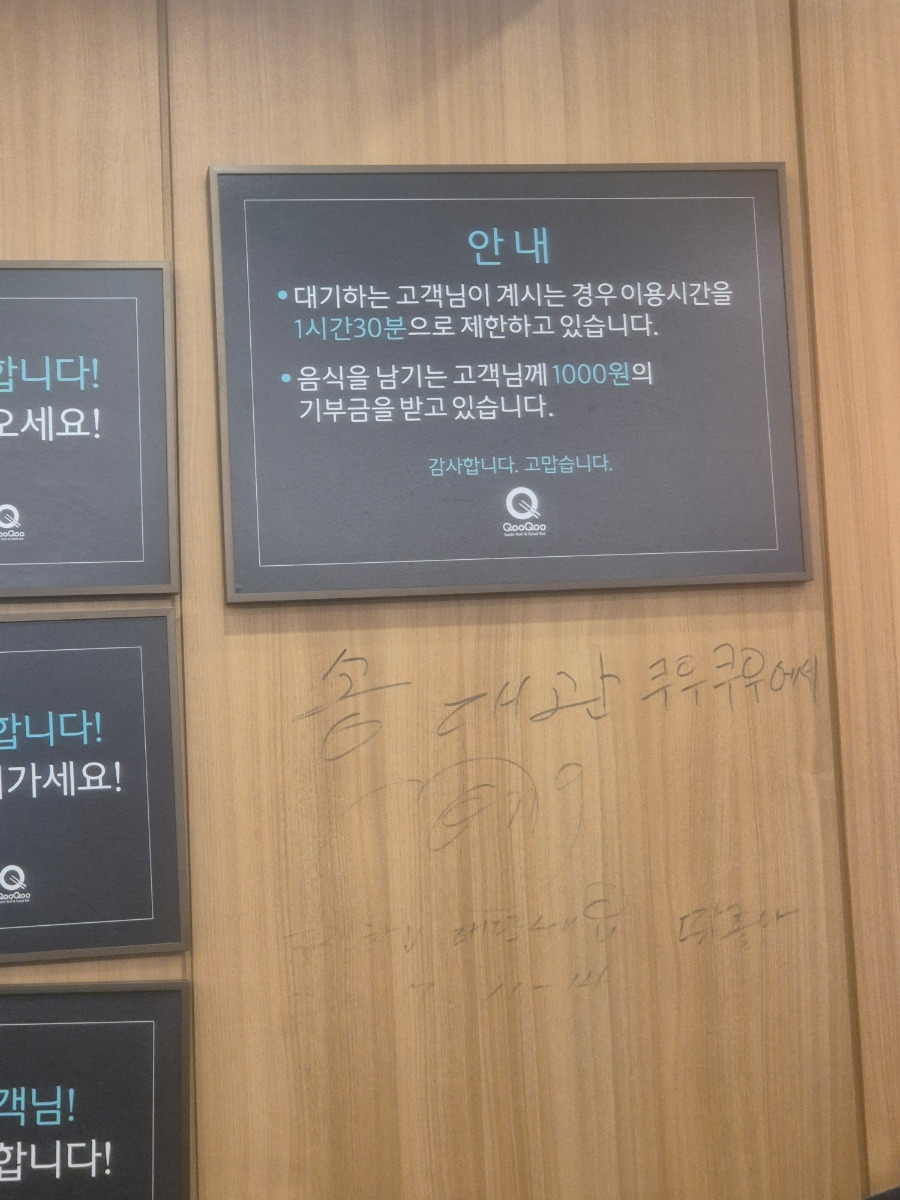 안내
• 대기하는 고객님이 계시는 경우 이용시간을
1시간30분으로 제한하고 있습니다.
• 음식을 남기는 고객님께 1000원의
기부금을 받고 있습니다.
감사합니다. 고맙습니다.
Q
QooQoo
합니다!
오세요!
합니다!
가세요!
QooQoo
객님!
합니다!
송 대관 쿠우쿠우에서